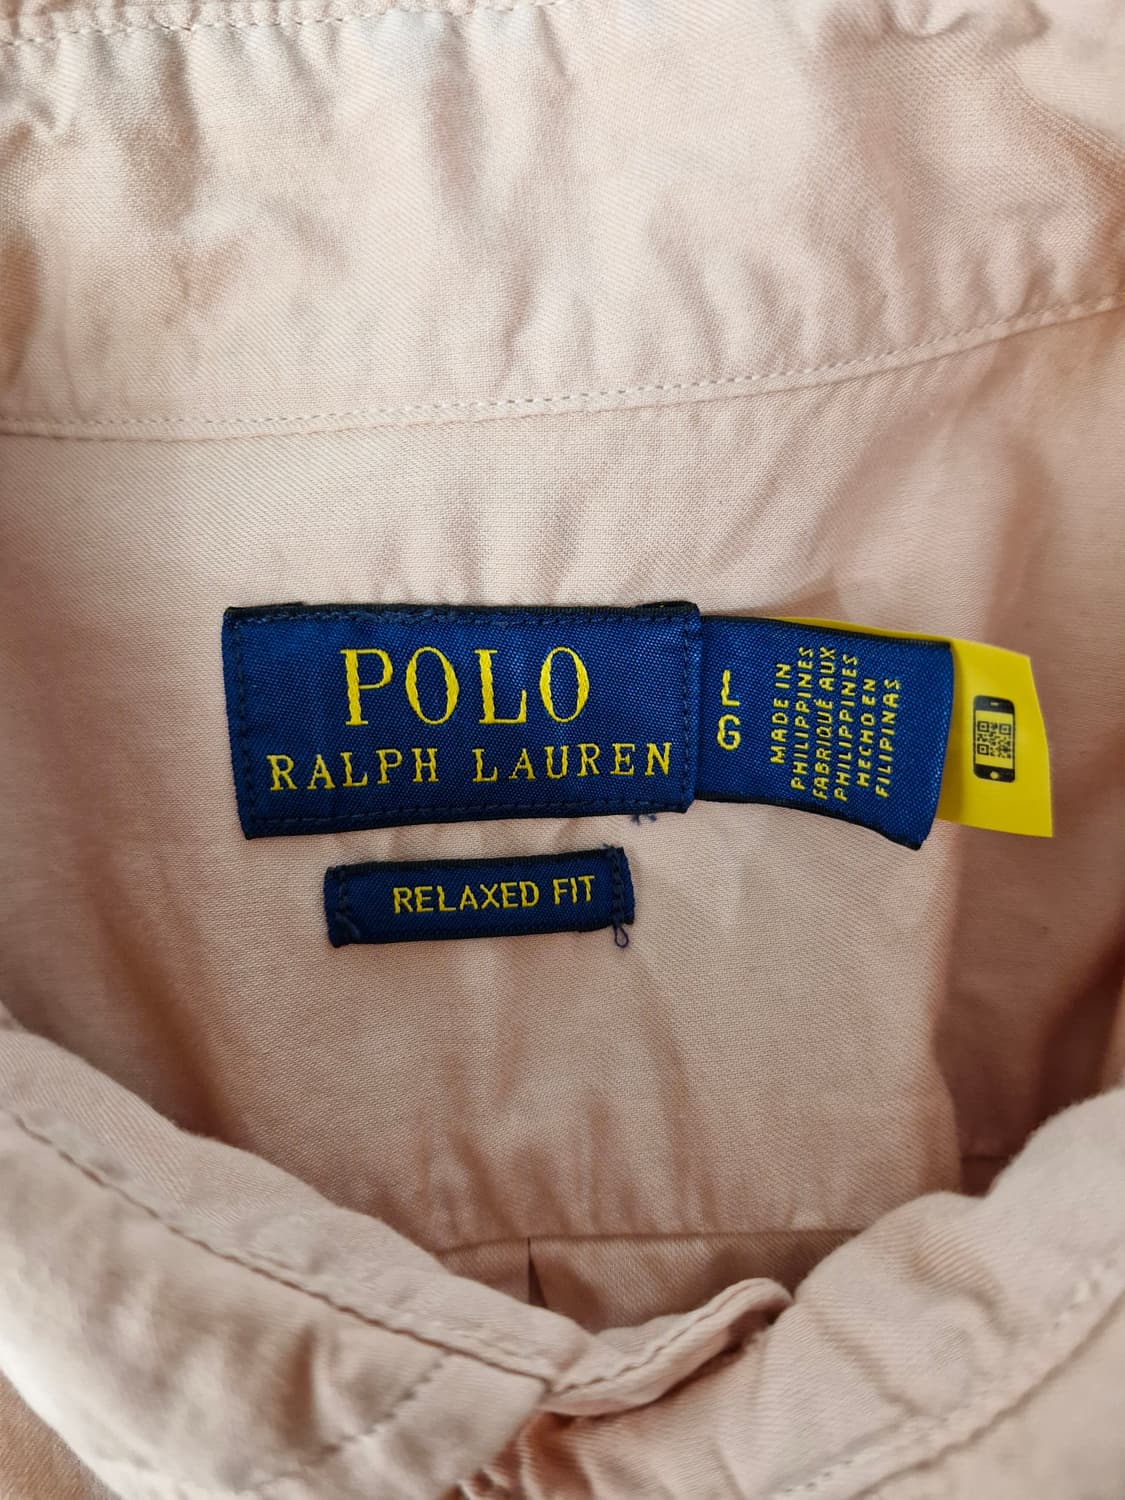 POLO
RALPH LAUREN
L
G
MADE IN
PHILIPPINES
FABRIQUÉ AUX
PHILIPPINES
HECHO EN
FILIPINAS
RELAXED FIT